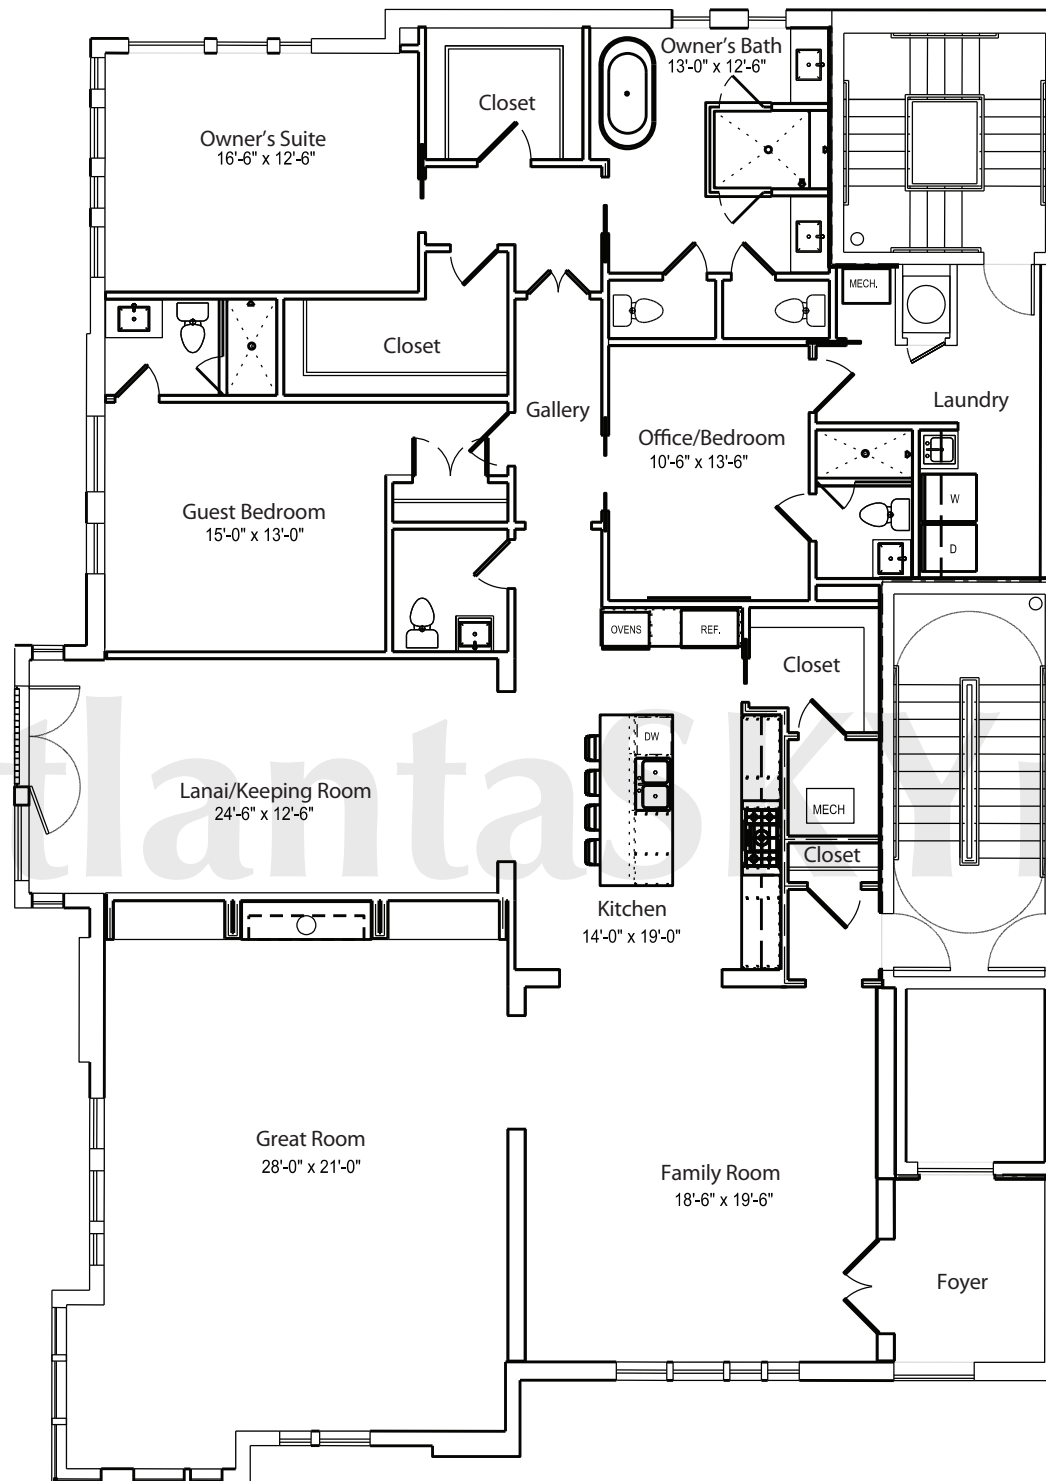 Owner's Bath
13'-0" x 12'-6"
Closet
Owner's Suite
16'-6" x 12'-6"
MECH.
Closet
Gallery
Laundry
Office/Bedroom
10'-6" x 13'-6"
Guest Bedroom
15'-0" x 13'-0"
W
D
OVENS
REF.
Closet
DW
Lanai/Keeping Room
24'-6" x 12'-6"
MECH
tlantaSKYr
Closet
Kitchen
14'-0" x 19'-0"
Great Room
28'-0" x 21'-0"
Family Room
18'-6" x 19'-6"
Foyer